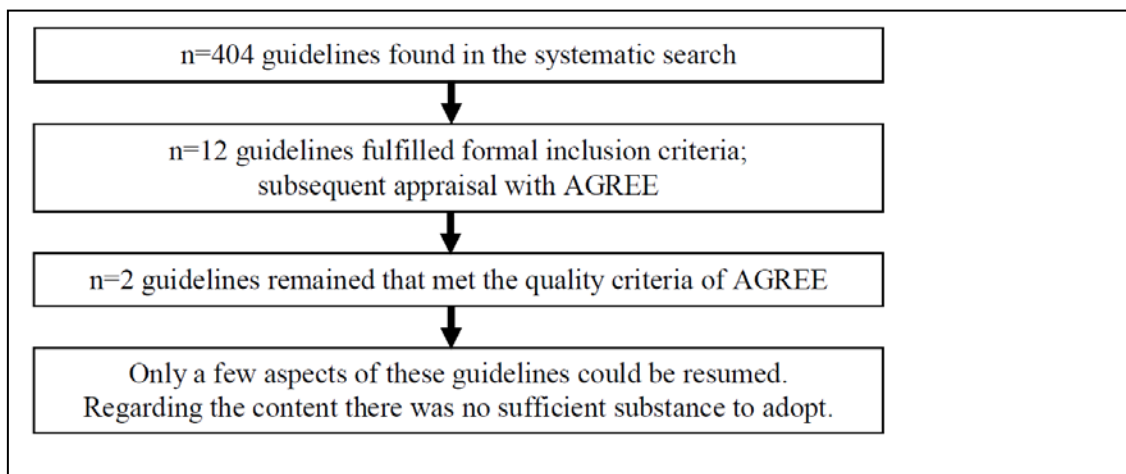 n=404 guidelines found in the systematic search
n=12 guidelines fulfilled formal inclusion criteria;
subsequent appraisal with AGREE
n=2 guidelines remained that met the quality criteria of AGREE
Only a few aspects of these guidelines could be resumed.
Regarding the content there was no sufficient substance to adopt.